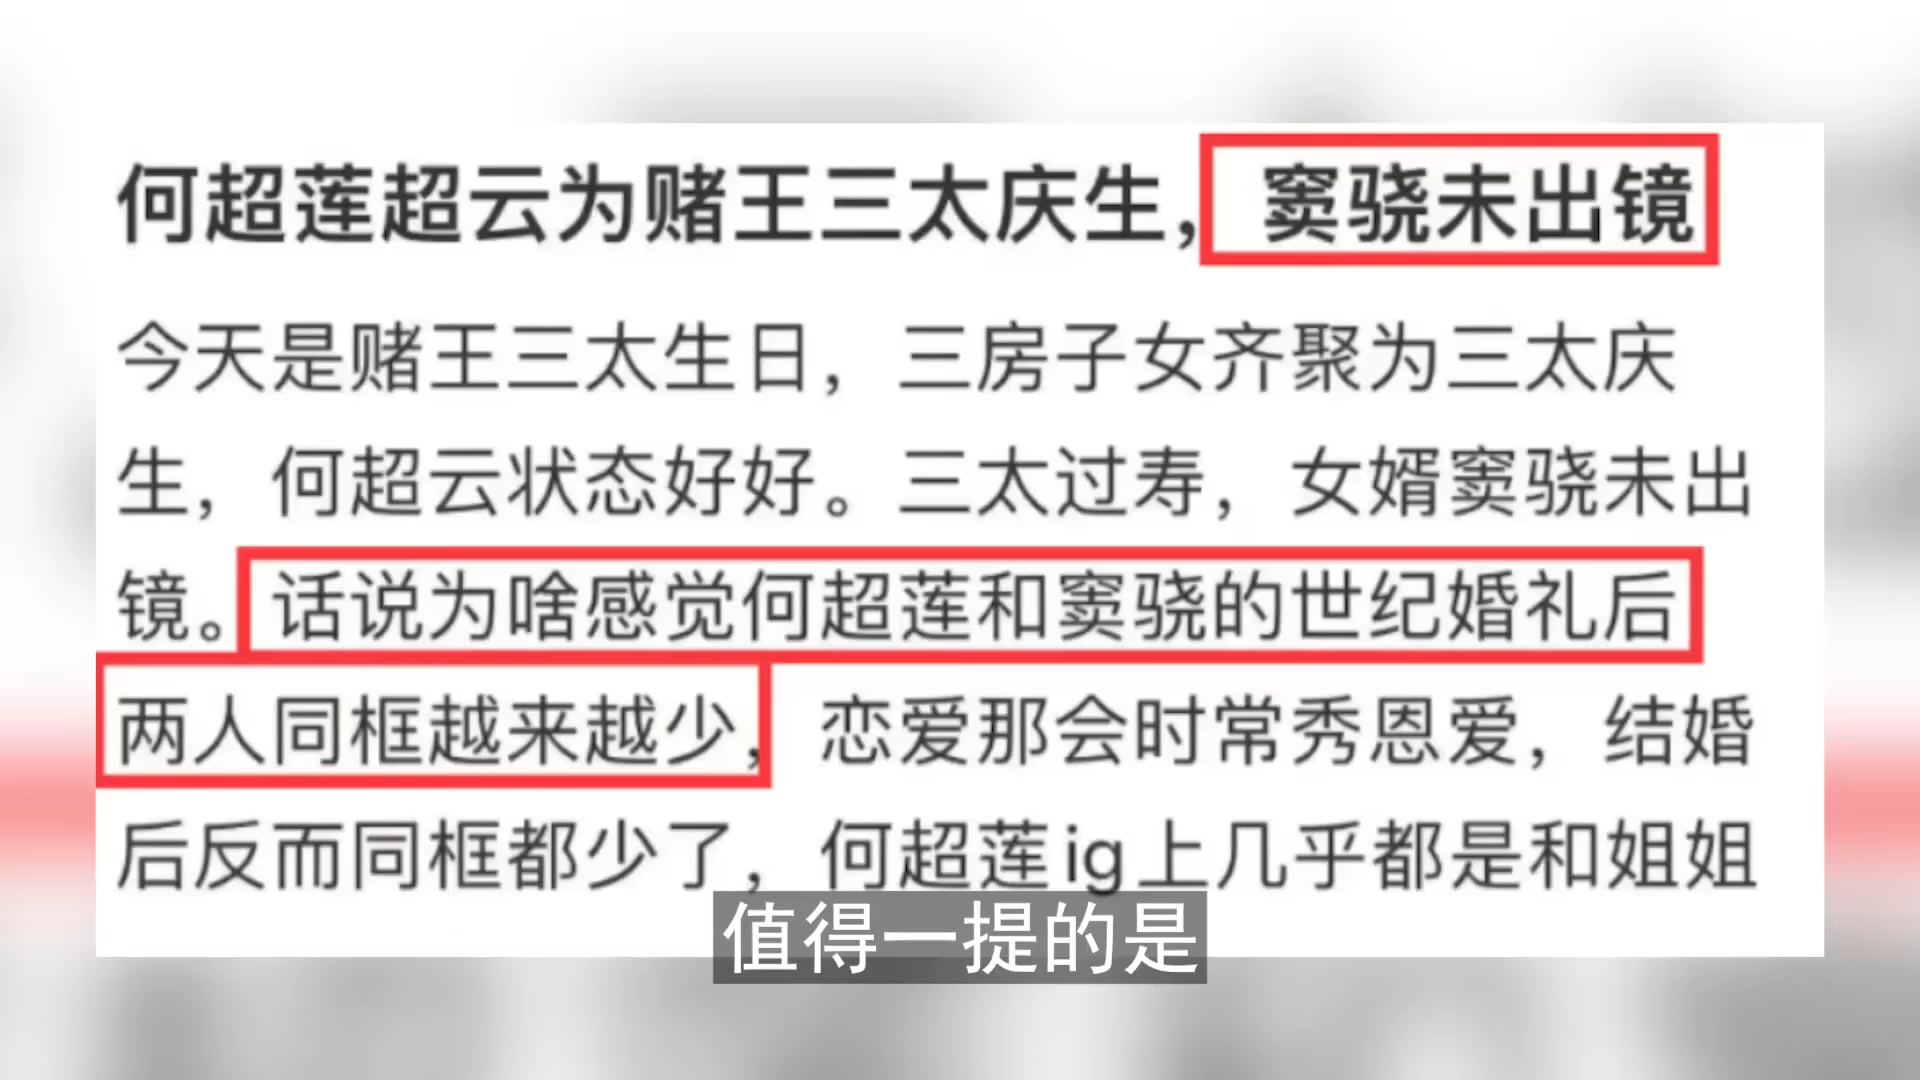 何超莲超云为赌王三太庆生，窦骁未出镜
今天是赌王三太生日，三房子女齐聚为三太庆
生，何超云状态好好。三太过寿，女婿窦骁未出
镜。话说为啥感觉何超莲和窦骁的世纪婚礼后
两人同框越来越少，恋爱那会时常秀恩爱，结婚
后反而同框都少了，何超莲ig上几乎都是和姐姐
值得一提的是